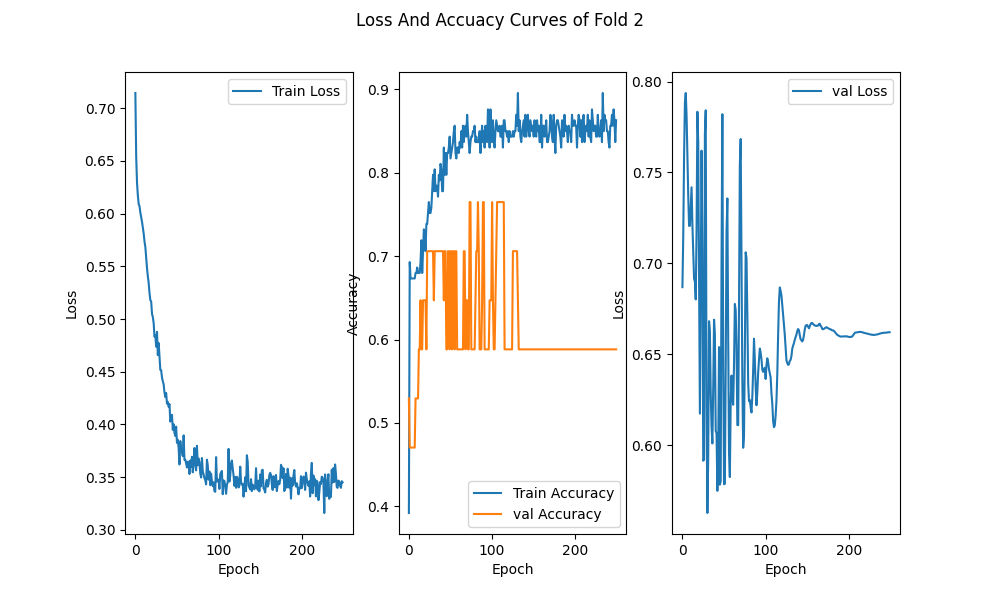 Loss And Accuacy Curves of Fold 2
Train Loss
0.70
0.65
0.60
0.55
0.50
0.45
0.40
0.35
0.30
Loss
0
100
200
Epoch
0.9
0.8
0.7
0.6
0.5
0.4
Accuracy
Train Accuracy
val Accuracy
0
100
200
Epoch
val Loss
0.80
0.75
0.70
0.65
0.60
Loss
0
100
200
Epoch